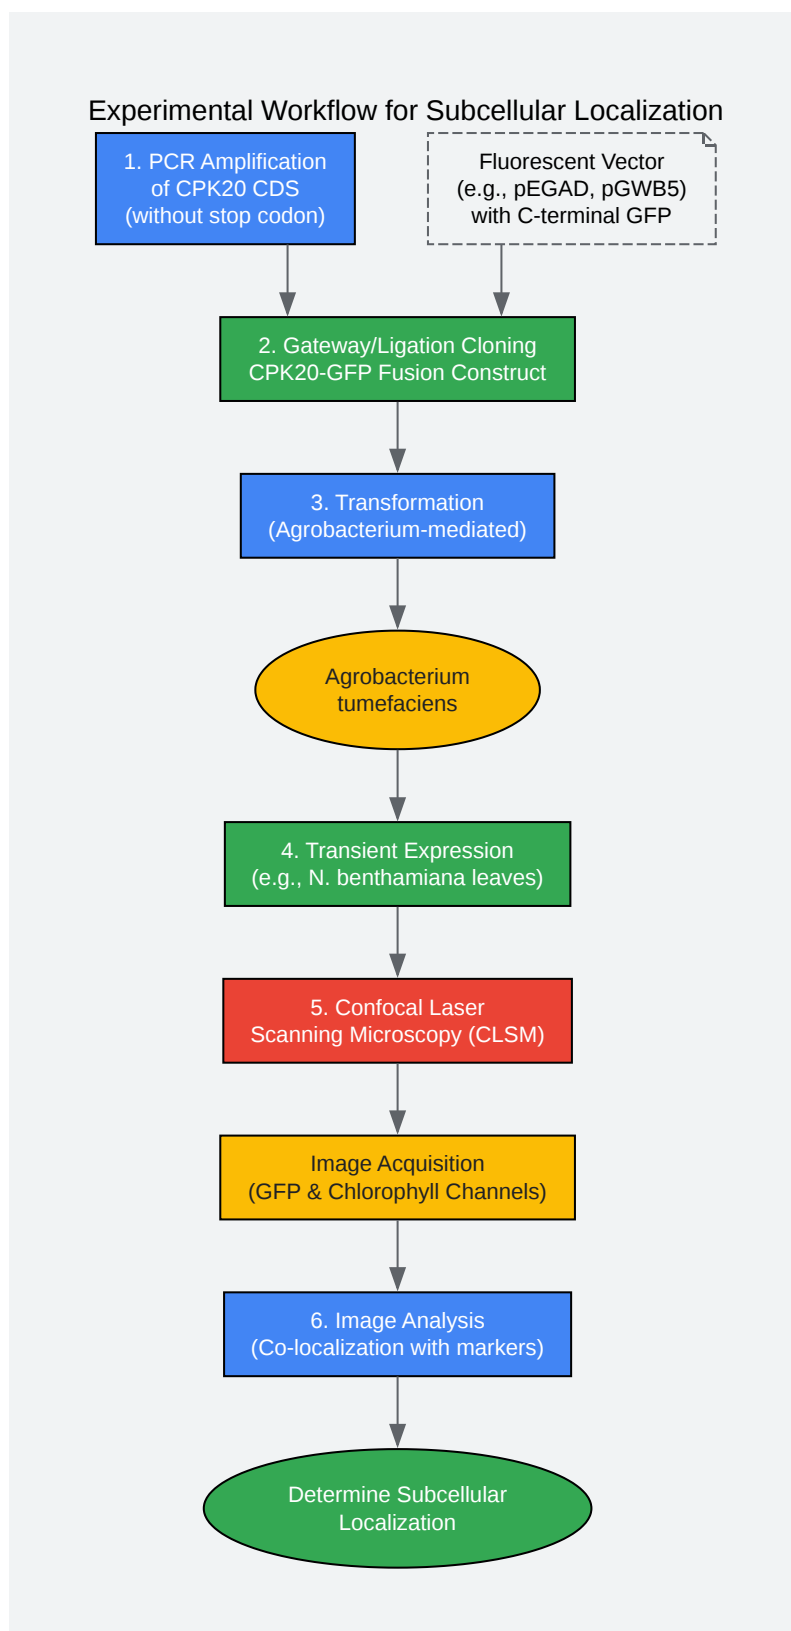 Experimental Workflow for Subcellular Localization
1. PCR Amplification
of CPK20 CDS
(without stop codon)
Fluorescent Vector
(e.g., pEGAD, pGWB5)
with C-terminal GFP
2. Gateway/Ligation Cloning
CPK20-GFP Fusion Construct
3. Transformation
(Agrobacterium-mediated)
Agrobacterium
tumefaciens
4. Transient Expression
(e.g., N. benthamiana leaves)
5. Confocal Laser
Scanning Microscopy (CLSM)
Image Acquisition
(GFP & Chlorophyll Channels)
6. Image Analysis
(Co-localization with markers)
Determine Subcellular
Localization